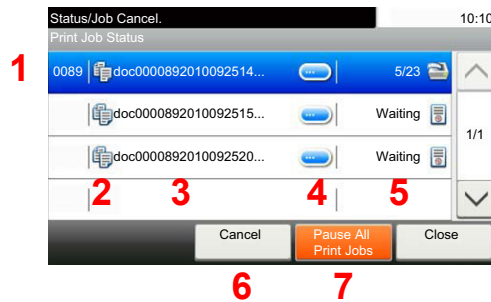 Status/Job Cancel. 10:10
Print Job Status
1 0089 doc0000892010092514... ... 5/23
doc0000892010092515... ... Waiting
1/1
doc0000892010092520... ... Waiting
2 3 4 5
Cancel Pause All Print Jobs Close
6 7